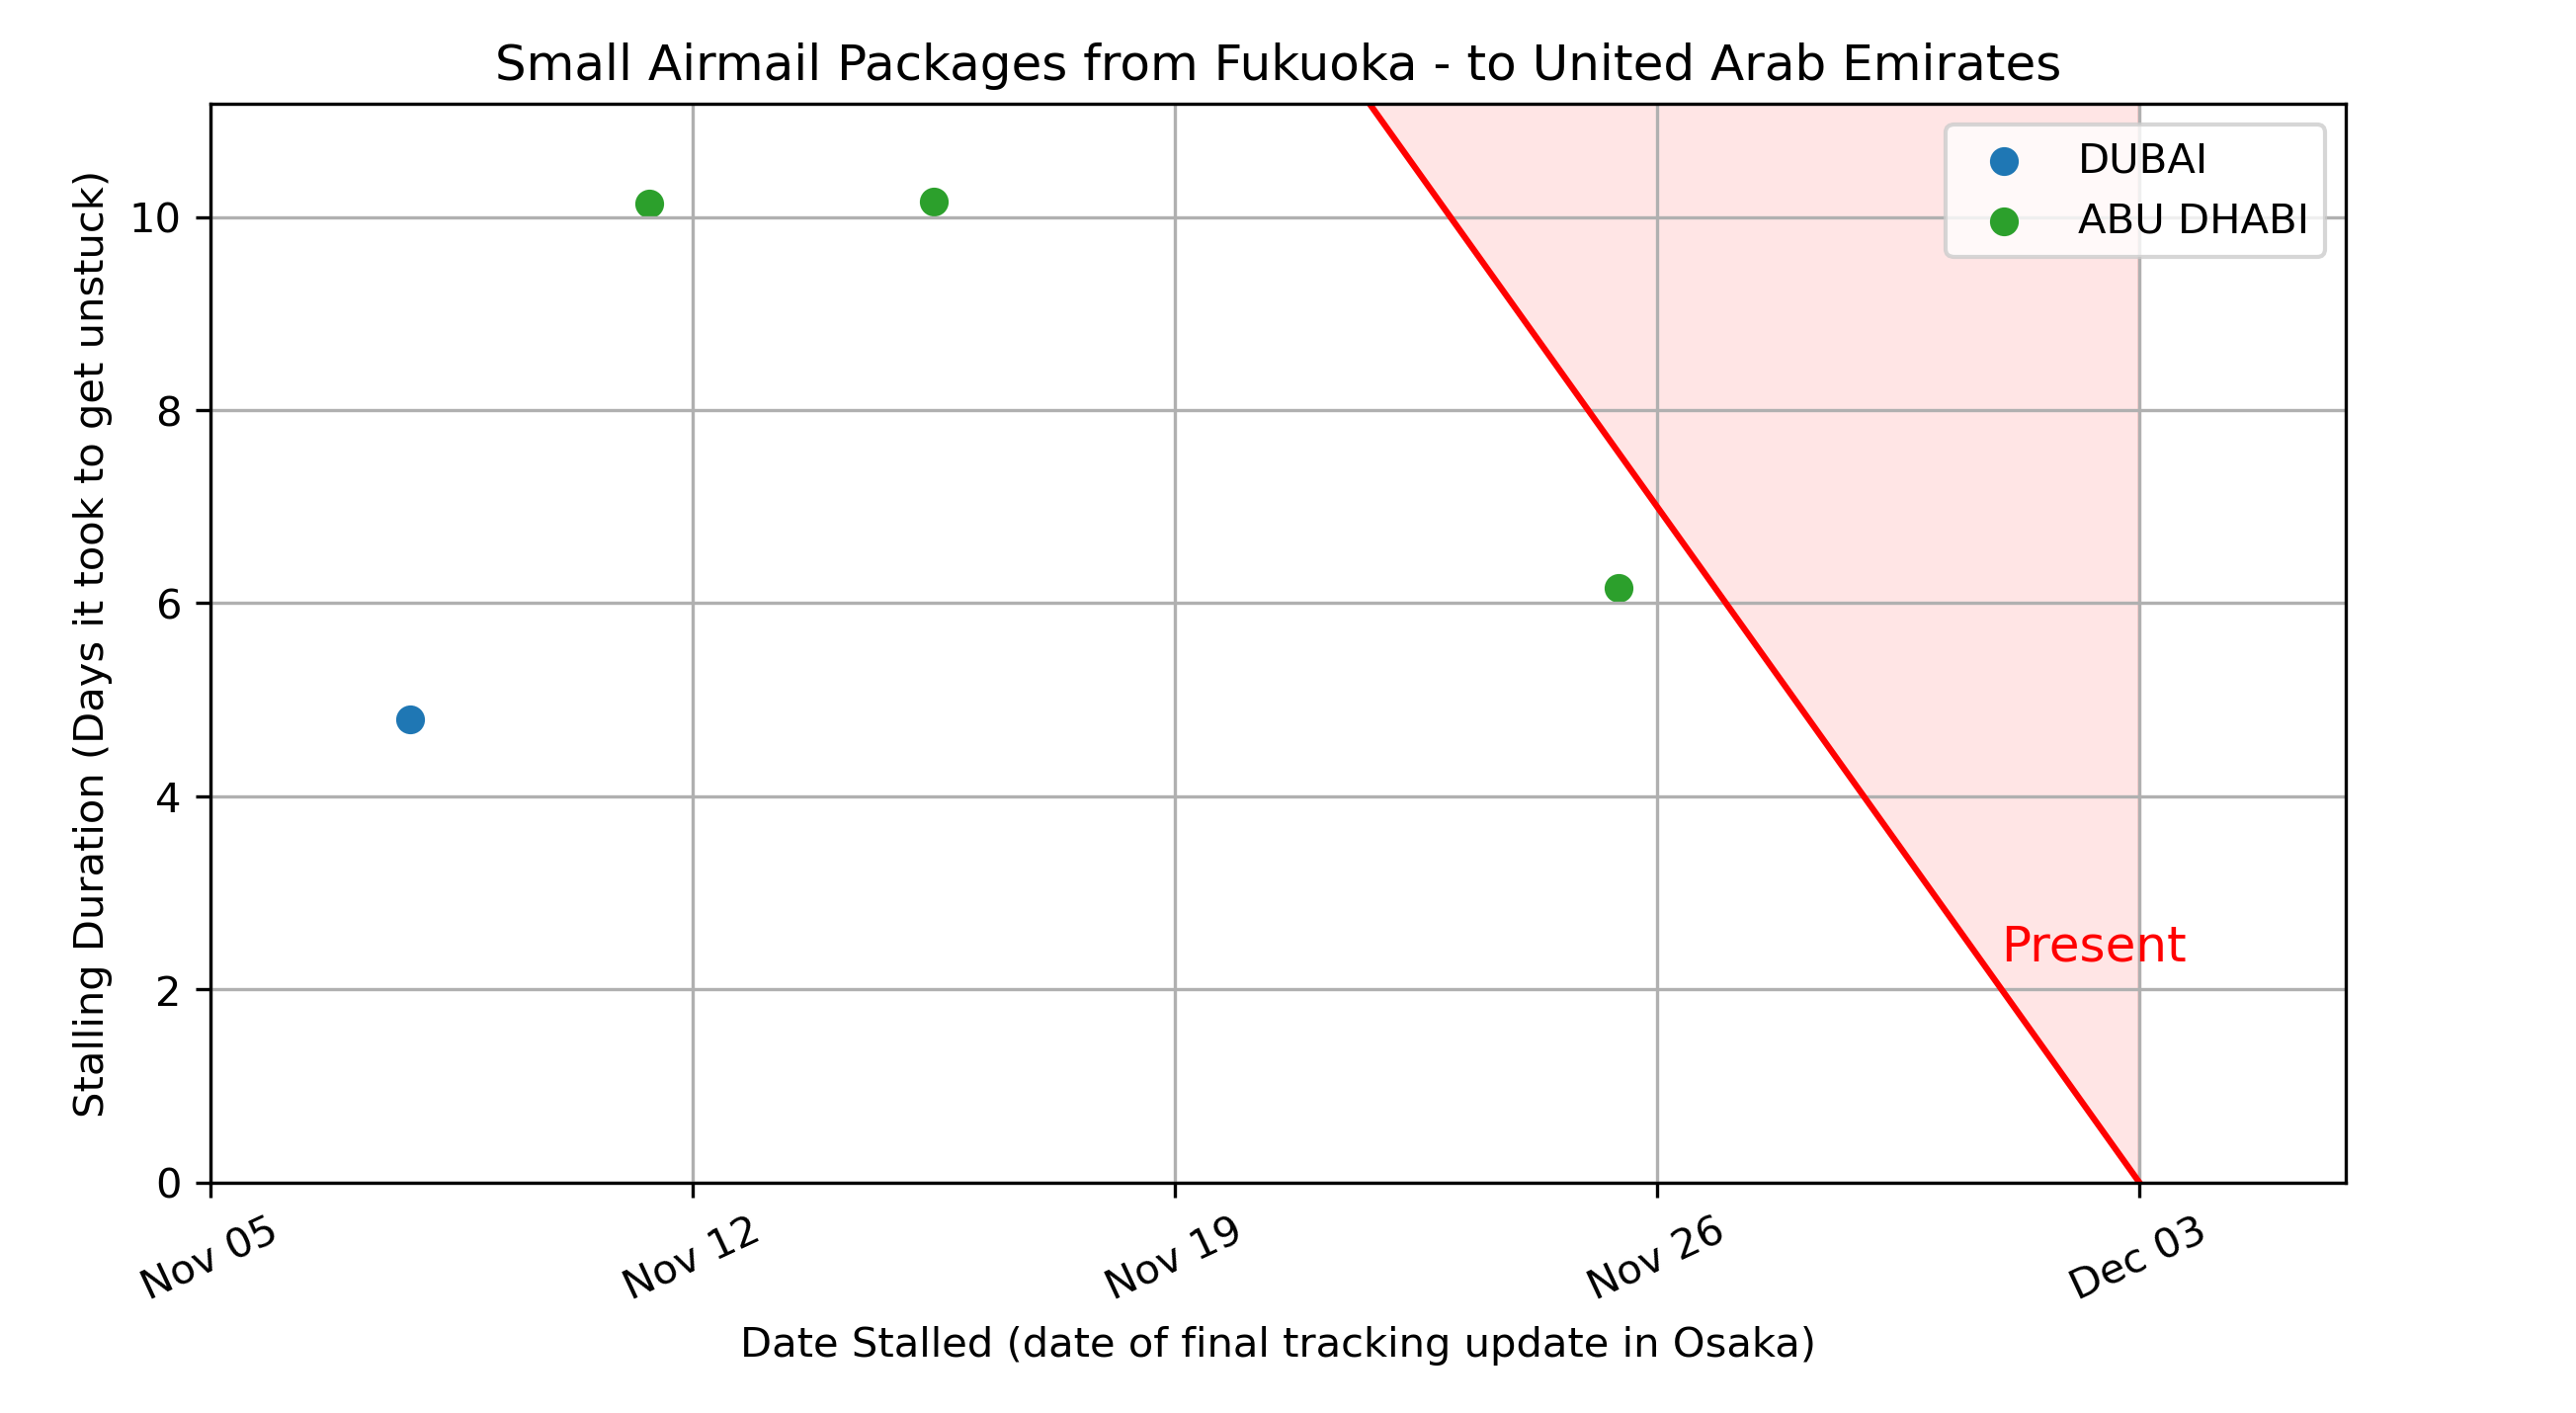 Small Airmail Packages from Fukuoka - to United Arab Emirates
DUBAI
ABU DHABI
Stalling Duration (Days it took to get unstuck)
10
8
6
4
2
0
Present
Nov 05
Nov 12
Nov 19
Nov 26
Dec 03
Date Stalled (date of final tracking update in Osaka)